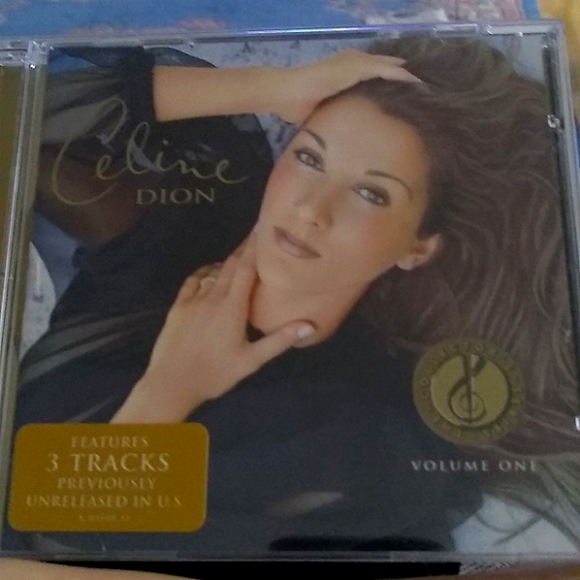 Céline
DION
VOLUME ONE
FEATURES
3 TRACKS
PREVIOUSLY
UNRELEASED IN U.S.